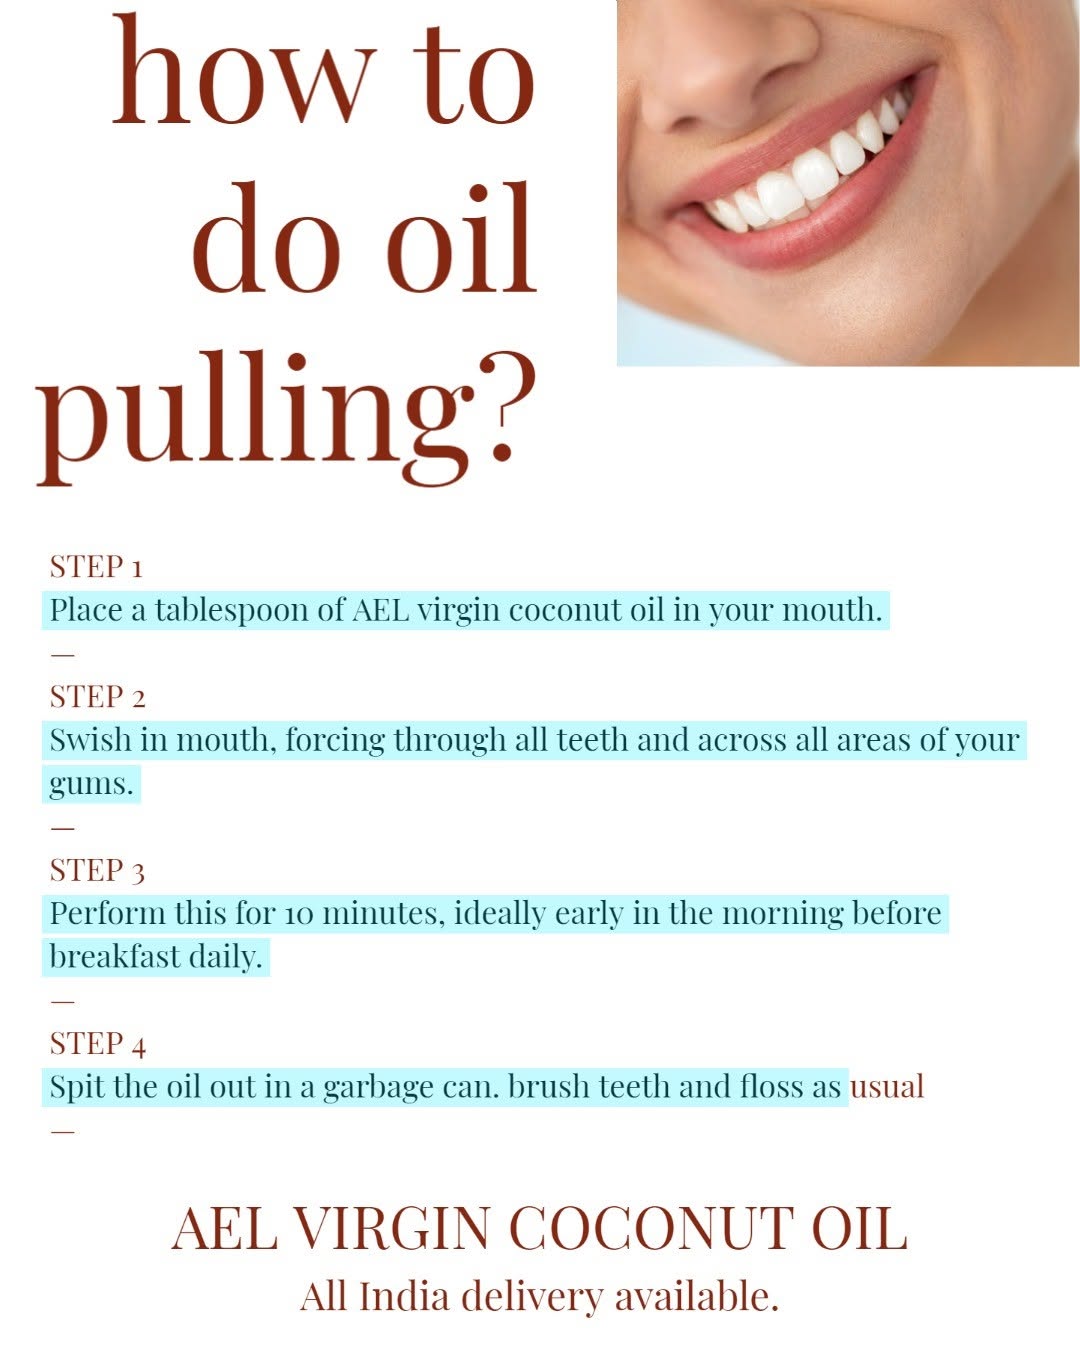 how to
do oil
pulling?
STEP 1
Place a tablespoon of AEL virgin coconut oil in your mouth.
—
STEP 2
Swish in mouth, forcing through all teeth and across all areas of your
gums.
—
STEP 3
Perform this for 10 minutes, ideally early in the morning before
breakfast daily.
—
STEP 4
Spit the oil out in a garbage can. brush teeth and floss as usual
—
AEL VIRGIN COCONUT OIL
All India delivery available.